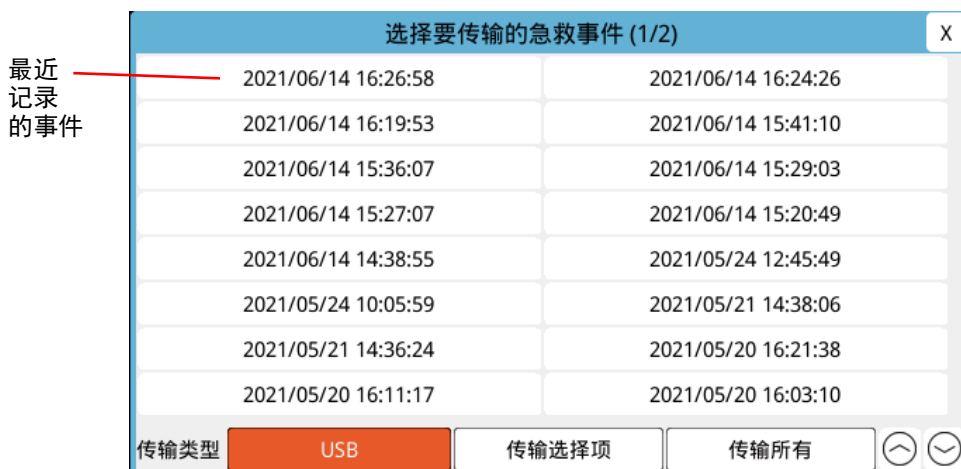 选择要传输的急救事件 (1/2)
X
最近
记录
的事件
2021/06/14 16:26:58
2021/06/14 16:24:26
2021/06/14 16:19:53
2021/06/14 15:41:10
2021/06/14 15:36:07
2021/06/14 15:29:03
2021/06/14 15:27:07
2021/06/14 15:20:49
2021/06/14 14:38:55
2021/05/24 12:45:49
2021/05/24 10:05:59
2021/05/21 14:38:06
2021/05/21 14:36:24
2021/05/20 16:21:38
2021/05/20 16:11:17
2021/05/20 16:03:10
传输类型
USB
传输选择项
传输所有